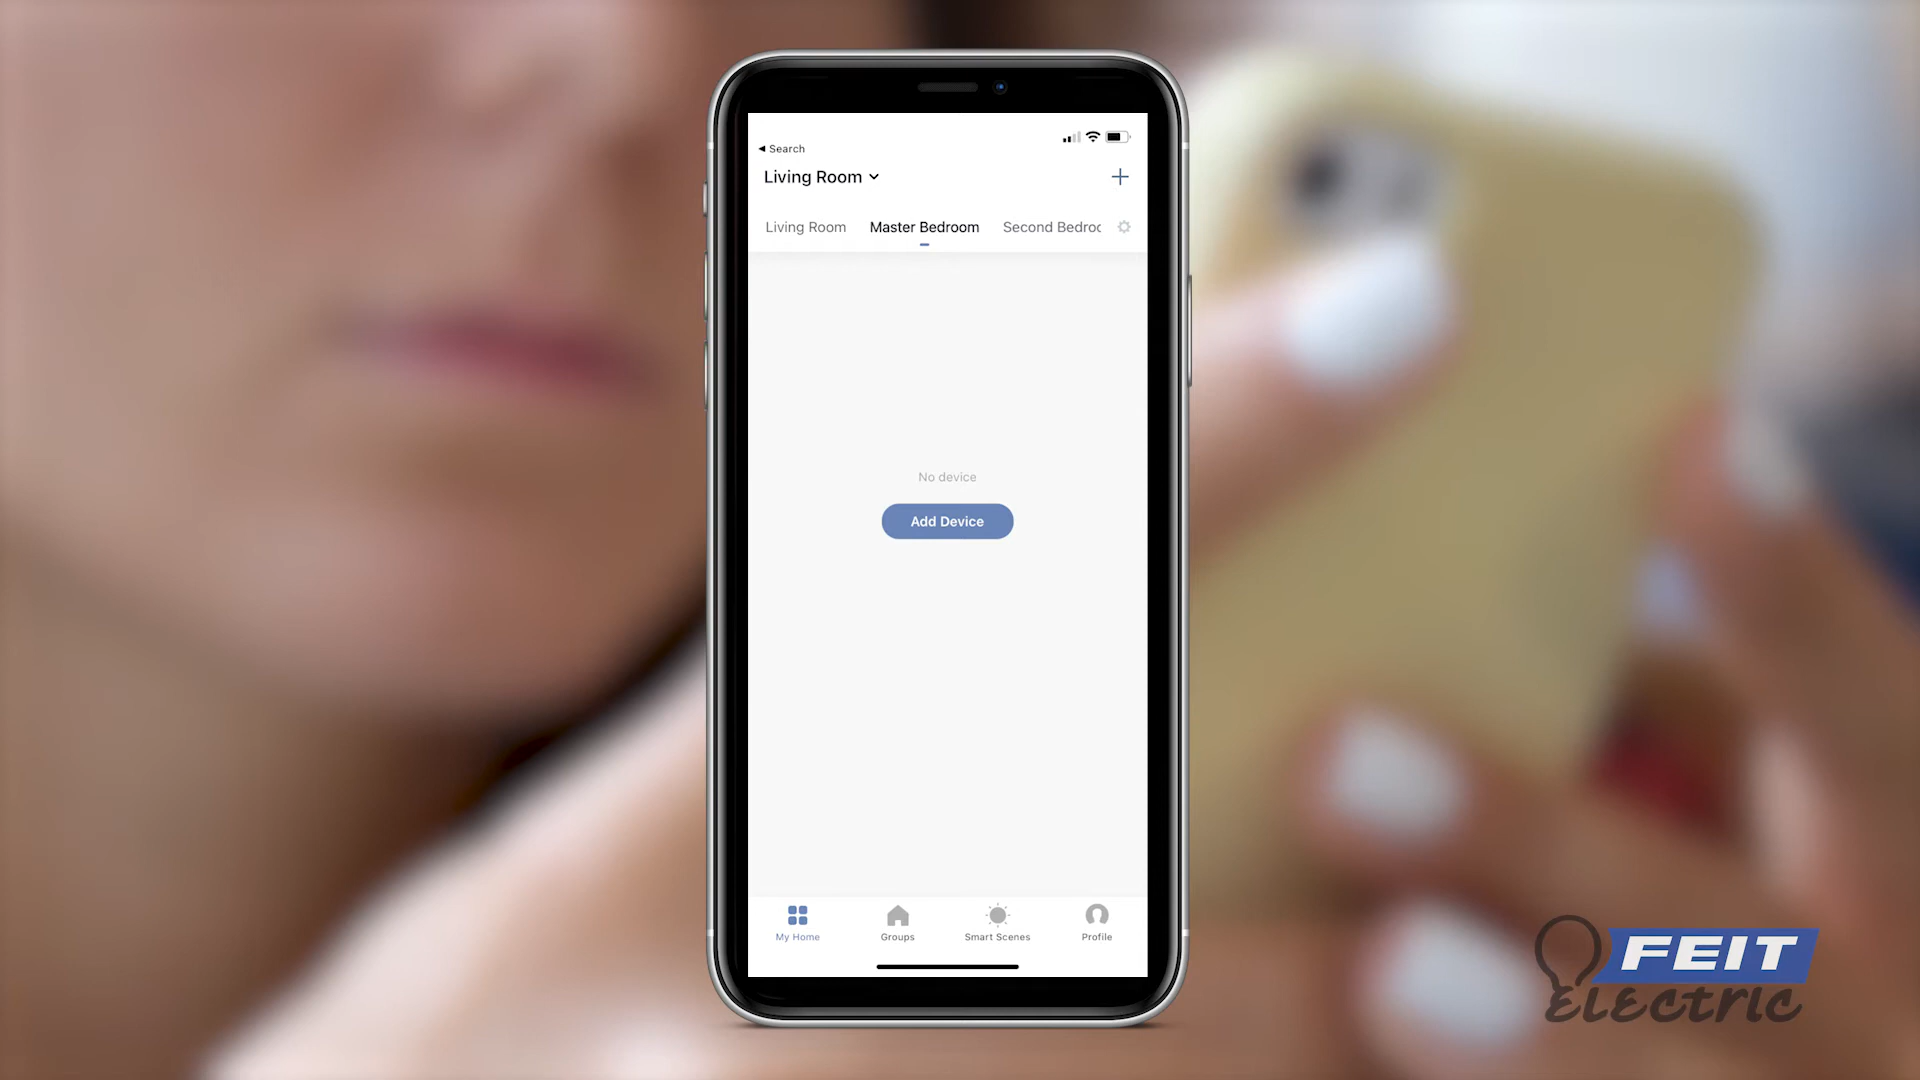 ◀ Search
Living Room
Living Room Master Bedroom Second Bedroo
No device
Add Device
My Home Groups Smart Scenes Profile
FEIT
Electric